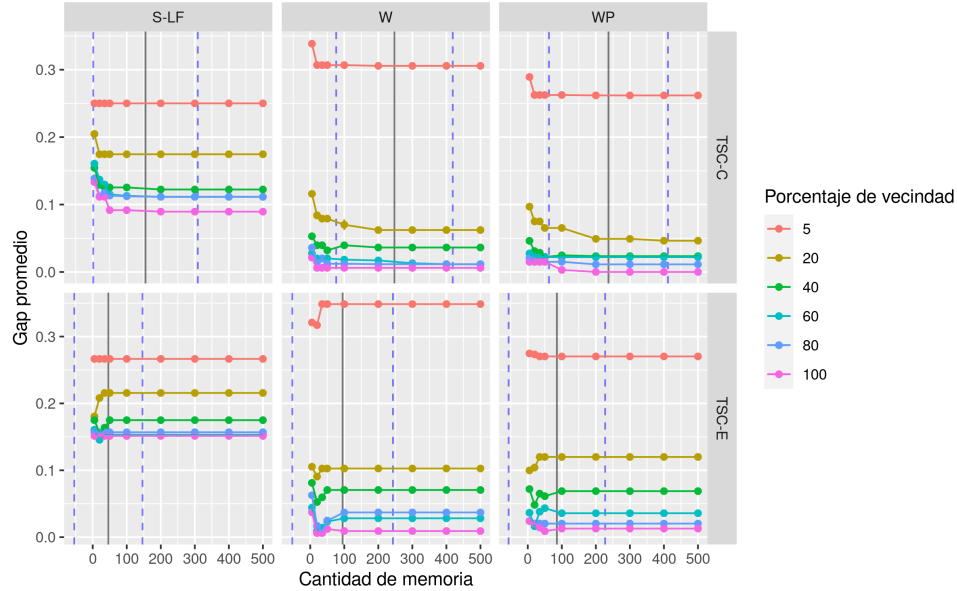 S-LF W WP
0.3
0.2
0.1
0.0
TSC-C
0.3
0.2
0.1
0.0
TSC-E
0 100 200 300 400 500 0 100 200 300 400 500 0 100 200 300 400 500
Cantidad de memoria
Gap promedio
Porcentaje de vecindad
5
20
40
60
80
100